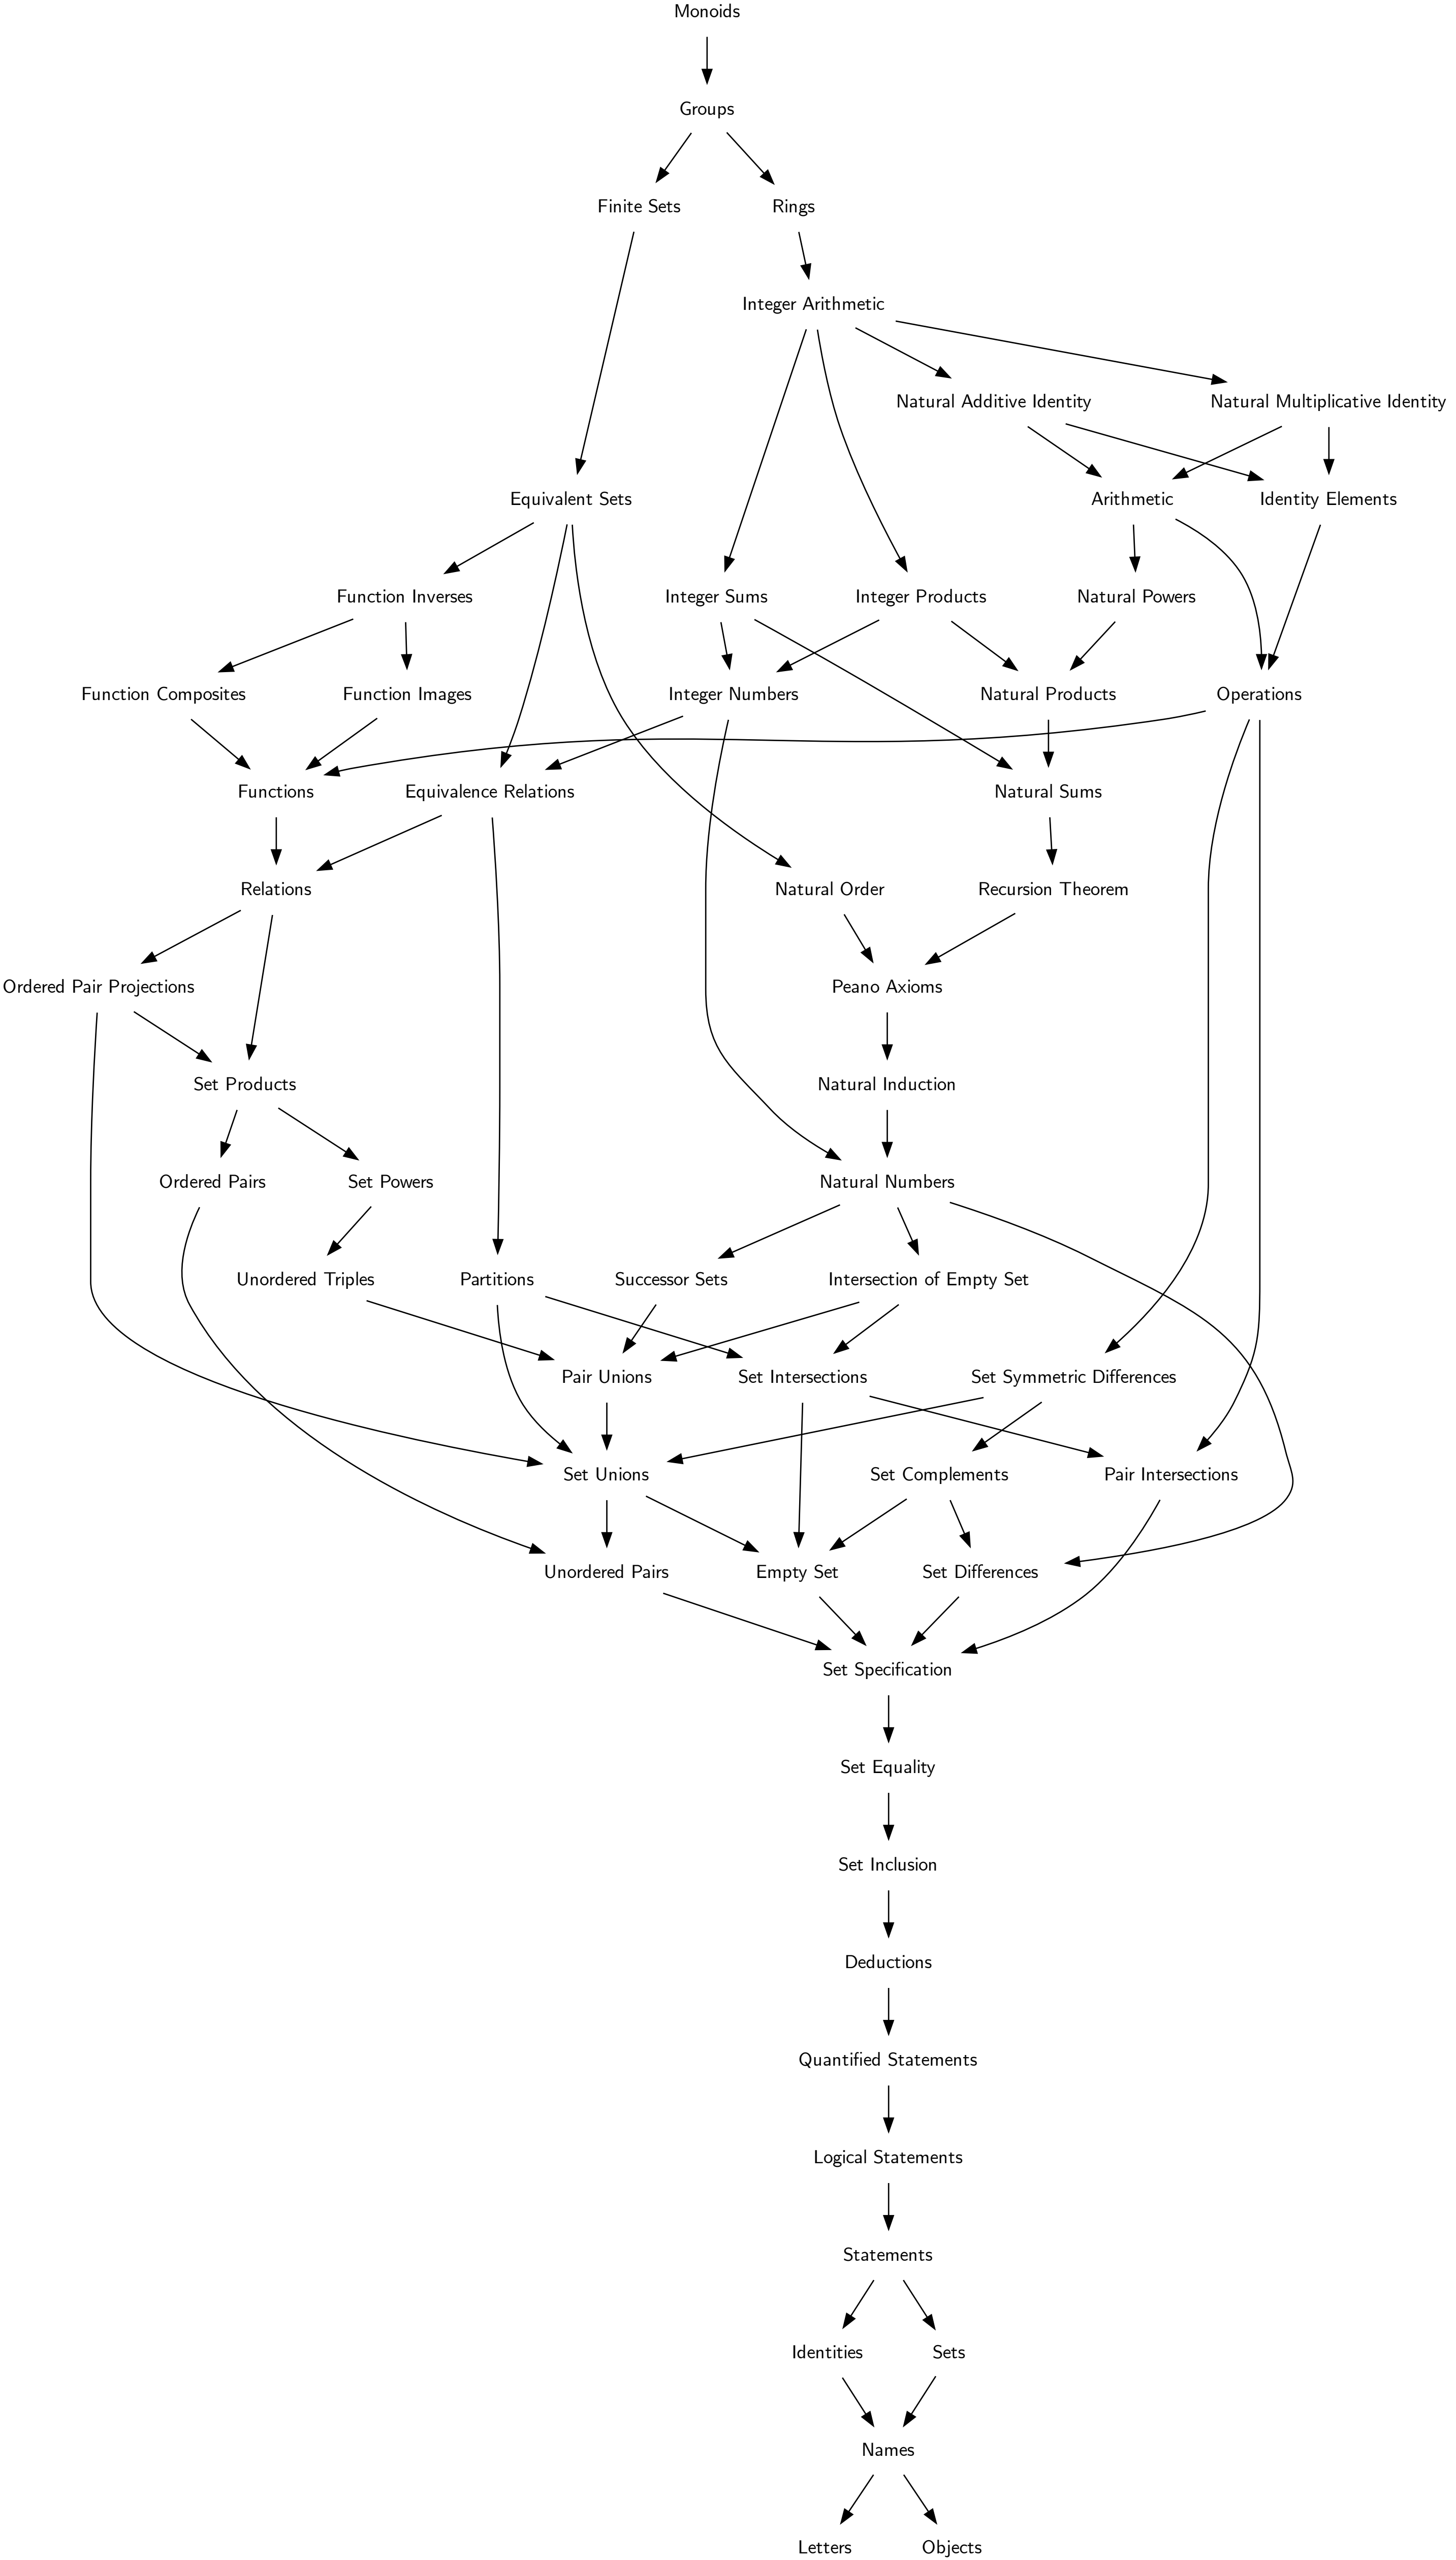 Monoids
Groups
Finite Sets
Rings
Integer Arithmetic
Natural Additive Identity
Natural Multiplicative Identity
Equivalent Sets
Arithmetic
Identity Elements
Function Inverses
Integer Sums
Integer Products
Natural Powers
Function Composites
Function Images
Integer Numbers
Natural Products
Operations
Functions
Equivalence Relations
Natural Sums
Relations
Natural Order
Recursion Theorem
Ordered Pair Projections
Peano Axioms
Set Products
Natural Induction
Ordered Pairs
Set Powers
Natural Numbers
Unordered Triples
Partitions
Successor Sets
Intersection of Empty Set
Pair Unions
Set Intersections
Set Symmetric Differences
Set Unions
Set Complements
Pair Intersections
Unordered Pairs
Empty Set
Set Differences
Set Specification
Set Equality
Set Inclusion
Deductions
Quantified Statements
Logical Statements
Statements
Identities
Sets
Names
Letters
Objects